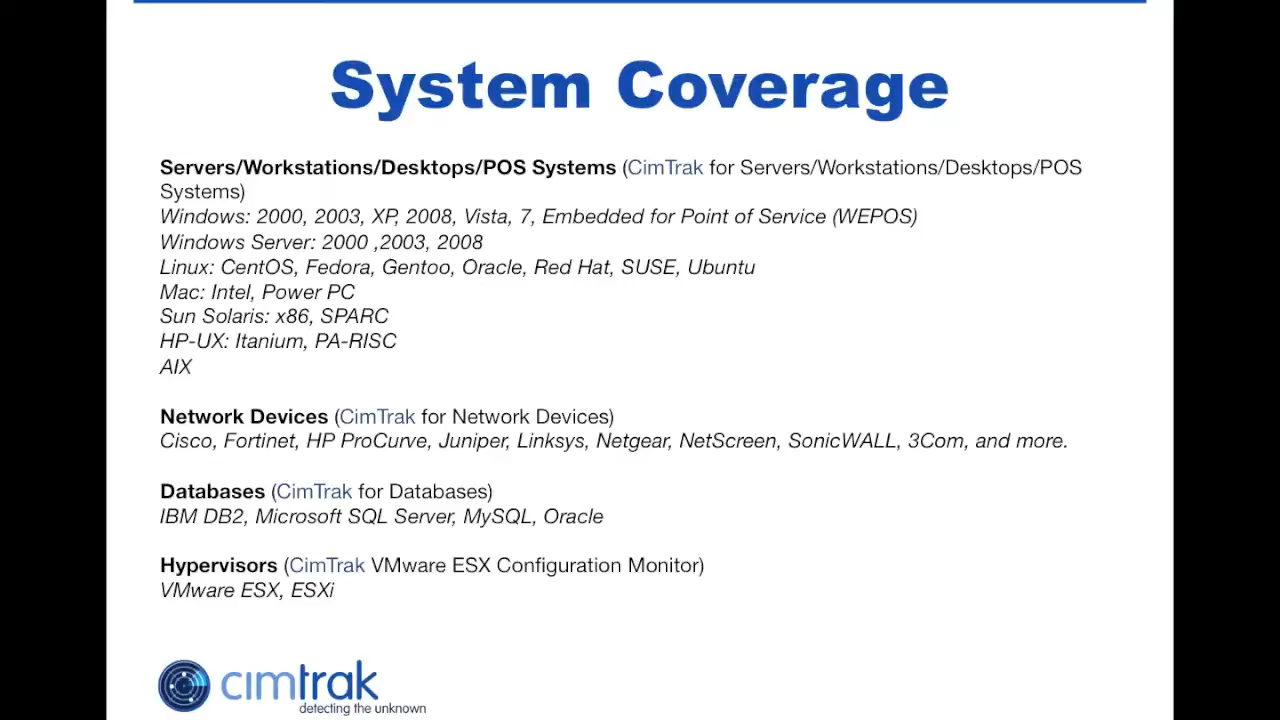 System Coverage
Servers/Workstations/Desktops/POS Systems (CimTrak for Servers/Workstations/Desktops/POS
Systems)
Windows: 2000, 2003, XP, 2008, Vista, 7, Embedded for Point of Service (WEPOS)
Windows Server: 2000 ,2003, 2008
Linux: CentOS, Fedora, Gentoo, Oracle, Red Hat, SUSE, Ubuntu
Mac: Intel, Power PC
Sun Solaris: x86, SPARC
HP-UX: Itanium, PA-RISC
AIX
Network Devices (CimTrak for Network Devices)
Cisco, Fortinet, HP ProCurve, Juniper, Linksys, Netgear, NetScreen, SonicWALL, 3Com, and more.
Databases (CimTrak for Databases)
IBM DB2, Microsoft SQL Server, MySQL, Oracle
Hypervisors (CimTrak VMware ESX Configuration Monitor)
VMware ESX, ESXi
cimtrak
detecting the unknown